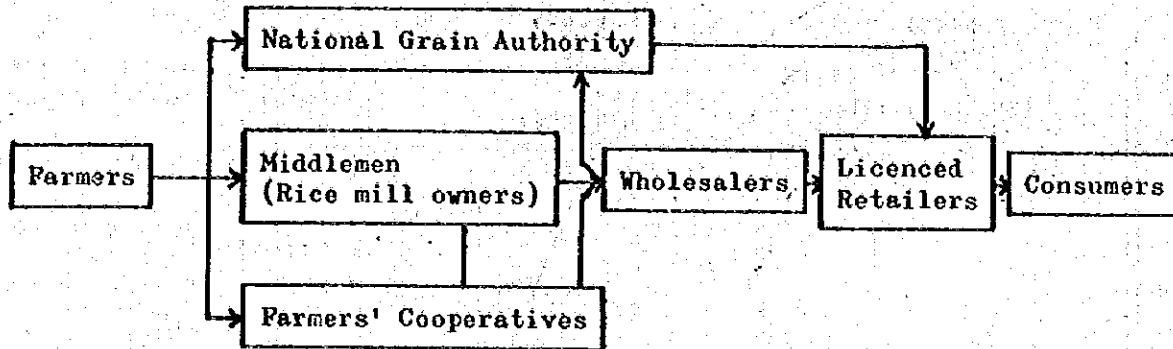 National Grain Authority
Farmers
Middlemen
(Rice mill owners)
Wholesalers
Licenced
Retailers
Consumers
Farmers' Cooperatives